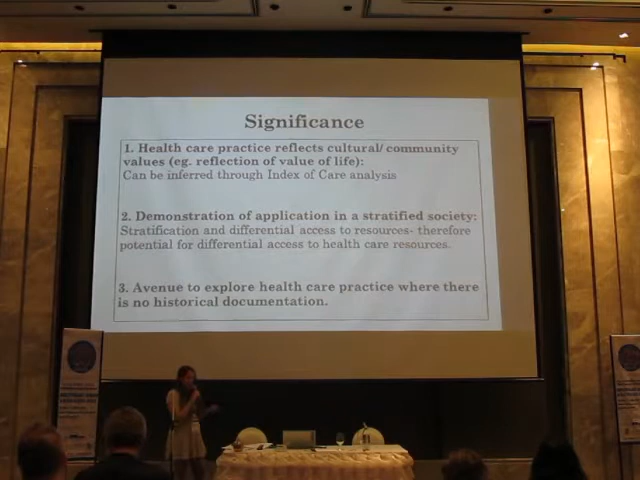 Significance
1. Health care practice reflects cultural/ community
values (eg. reflection of value of life):
Can be inferred through Index of Care analysis
2. Demonstration of application in a stratified society:
Stratification and differential access to resources- therefore
potential for differential access to health care resources.
3. Avenue to explore health care practice where there
is no historical documentation.